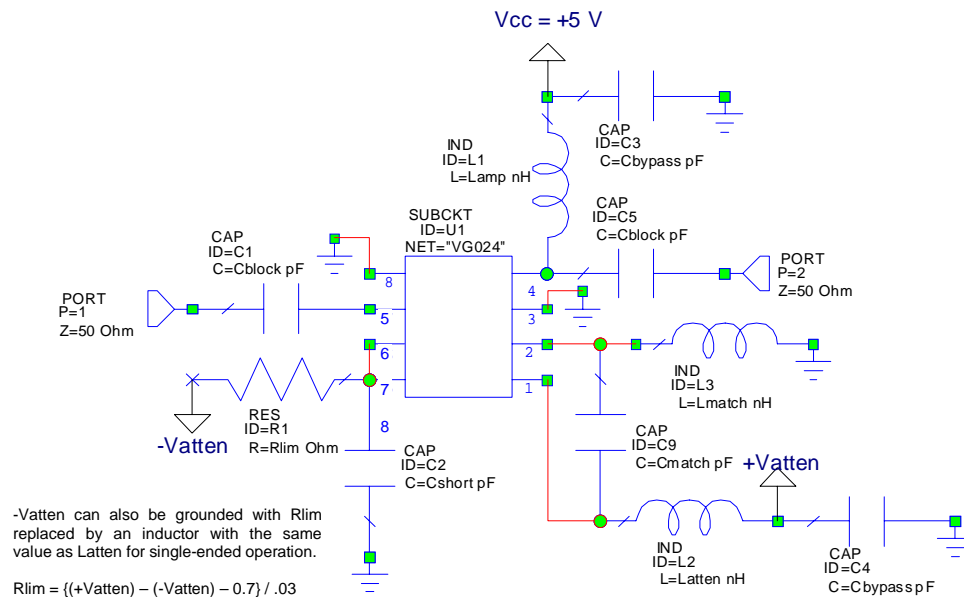 Vcc = +5 V
CAP
ID=C3
C=Cbypass pF
IND
ID=L1
L=Lamp nH
SUBCKT
ID=U1
NET="VG024"
CAP
ID=C5
C=Cblock pF
CAP
ID=C1
C=Cblock pF
PORT
P=1
Z=50 Ohm
PORT
P=2
Z=50 Ohm
8
5
6
7
4
3
2
1
RES
ID=R1
R=Rlim Ohm
-Vatten
8
CAP
ID=C2
C=Cshort pF
IND
ID=L3
L=Lmatch nH
CAP
ID=C9
C=Cmatch pF
+Vatten
IND
ID=L2
L=Latten nH
CAP
ID=C4
C=Cbypass pF
-Vatten can also be grounded with Rlim
replaced by an inductor with the same
value as Latten for single-ended operation.
Rlim = {(+Vatten) – (-Vatten) – 0.7} / .03